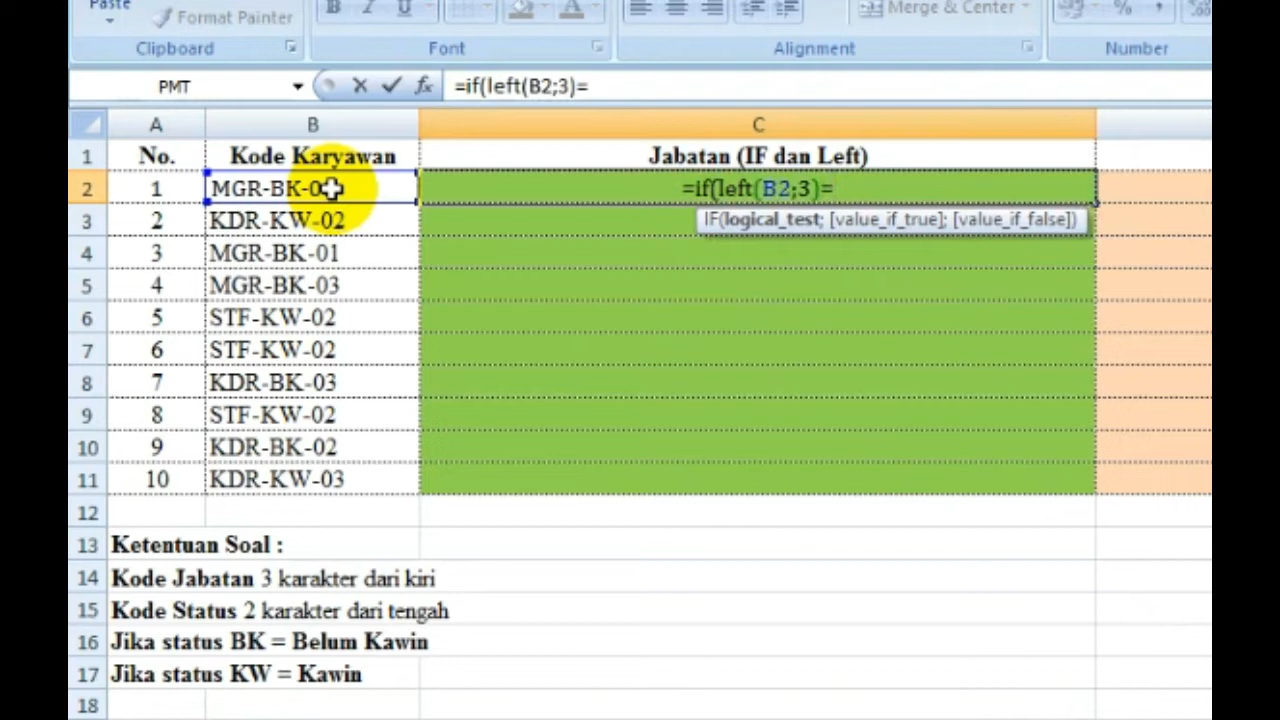 Paste
Format Painter
B I U A
Merge & Center
%
Clipboard Font Alignment Number
PMT fx =if(left(B2;3)=
A B C
1 No. Kode Karyawan Jabatan (IF dan Left)
2 1 MGR-BK-0 =if(left(B2;3)=
IF(logical_test; [value_if_true]; [value_if_false])
3 2 KDR-KW-02
4 3 MGR-BK-01
5 4 MGR-BK-03
6 5 STF-KW-02
7 6 STF-KW-02
8 7 KDR-BK-03
9 8 STF-KW-02
10 9 KDR-BK-02
11 10 KDR-KW-03
12
13 Ketentuan Soal :
14 Kode Jabatan 3 karakter dari kiri
15 Kode Status 2 karakter dari tengah
16 Jika status BK = Belum Kawin
17 Jika status KW = Kawin
18